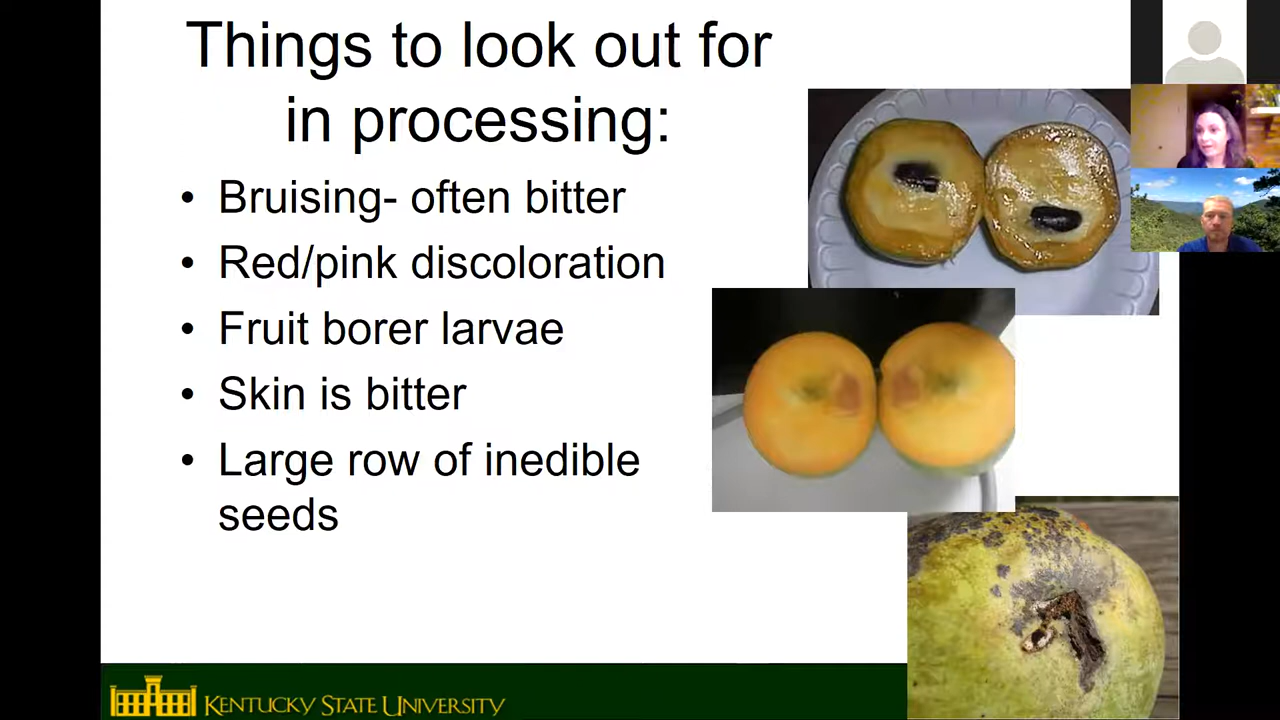 Things to look out for
in processing:
• Bruising- often bitter
• Red/pink discoloration
• Fruit borer larvae
• Skin is bitter
• Large row of inedible
seeds
KENTUCKY STATE UNIVERSITY